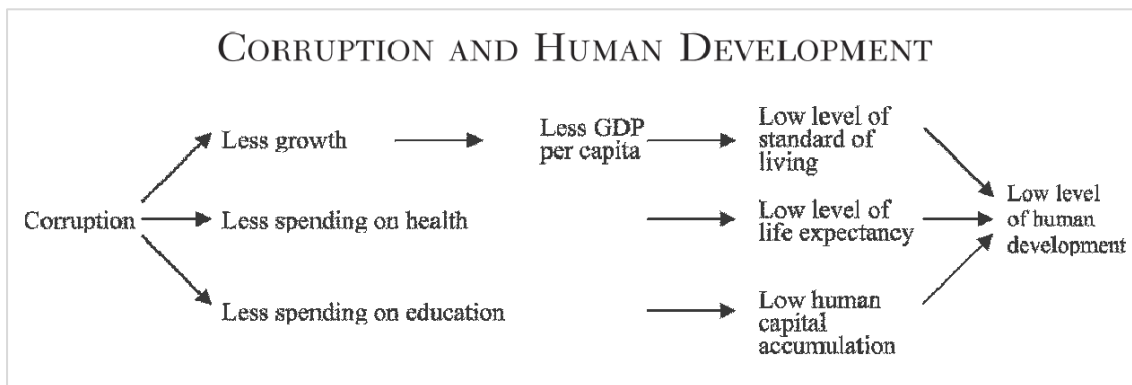 CORRUPTION AND HUMAN DEVELOPMENT
Less growth
Less GDP
per capita
Low level of
standard of
living
Corruption
Less spending on health
Low level of
life expectancy
Low level
of human
development
Less spending on education
Low human
capital
accumulation